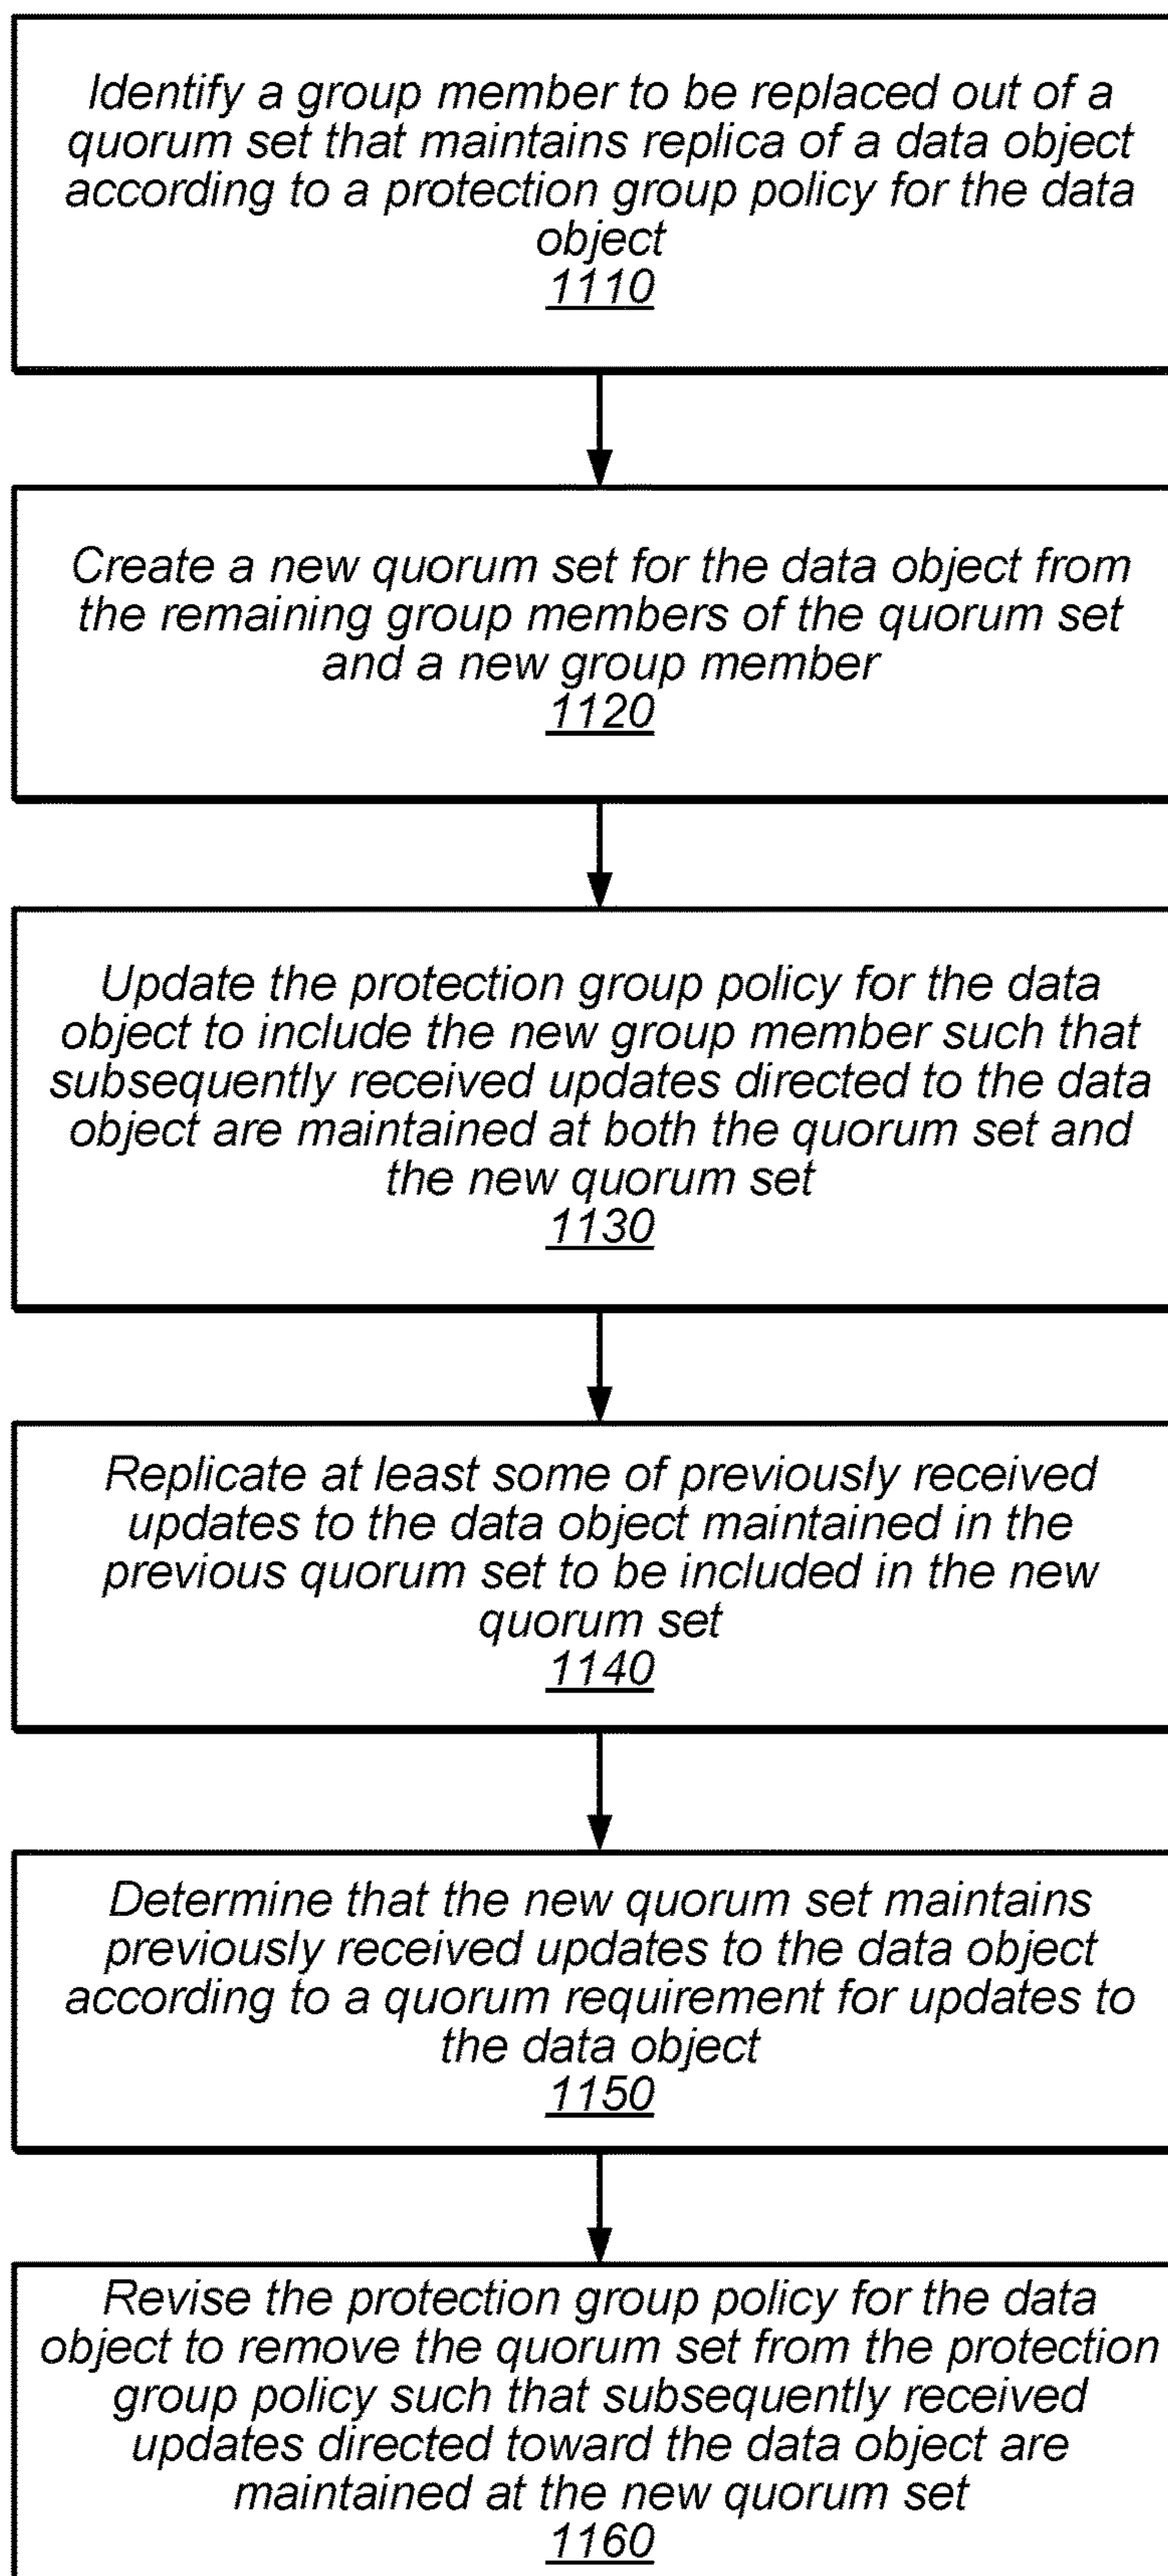 Identify a group member to be replaced out of a
quorum set that maintains replica of a data object
according to a protection group policy for the data
object
1110
Create a new quorum set for the data object from
the remaining group members of the quorum set
and a new group member
1120
Update the protection group policy for the data
object to include the new group member such that
subsequently received updates directed to the data
object are maintained at both the quorum set and
the new quorum set
1130
Replicate at least some of previously received
updates to the data object maintained in the
previous quorum set to be included in the new
quorum set
1140
Determine that the new quorum set maintains
previously received updates to the data object
according to a quorum requirement for updates to
the data object
1150
Revise the protection group policy for the data
object to remove the quorum set from the protection
group policy such that subsequently received
updates directed toward the data object are
maintained at the new quorum set
1160